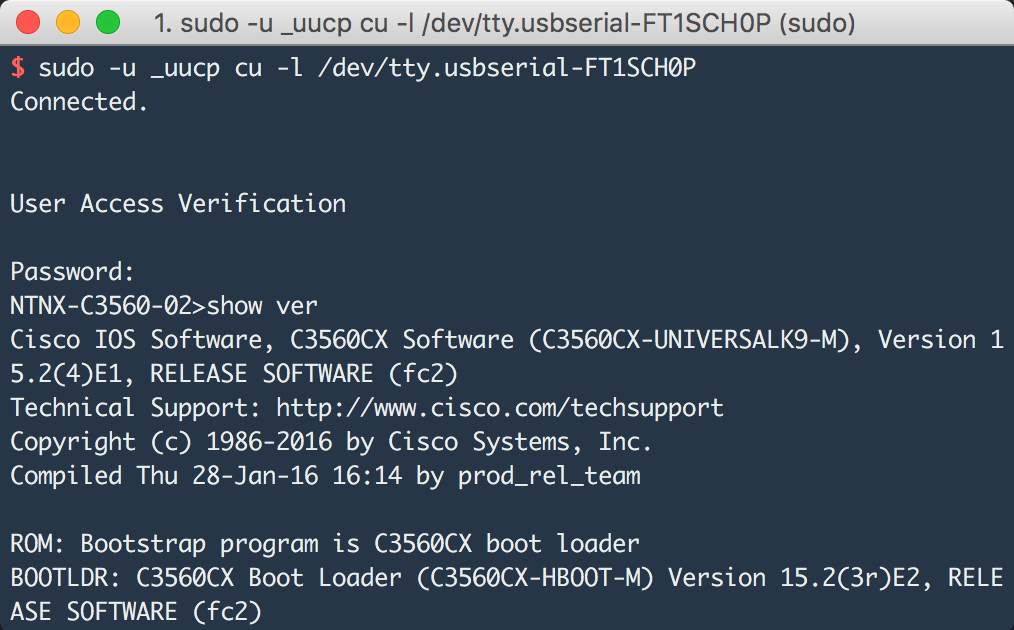 1. sudo -u _uucp cu -l /dev/tty.usbserial-FT1SCH0P (sudo)
$ sudo -u _uucp cu -l /dev/tty.usbserial-FT1SCH0P
Connected.
User Access Verification
Password:
NTNX-C3560-02>show ver
Cisco IOS Software, C3560CX Software (C3560CX-UNIVERSALK9-M), Version 1
5.2(4)E1, RELEASE SOFTWARE (fc2)
Technical Support: http://www.cisco.com/techsupport
Copyright (c) 1986-2016 by Cisco Systems, Inc.
Compiled Thu 28-Jan-16 16:14 by prod_rel_team
ROM: Bootstrap program is C3560CX boot loader
BOOTLDR: C3560CX Boot Loader (C3560CX-HBOOT-M) Version 15.2(3r)E2, RELE
ASE SOFTWARE (fc2)